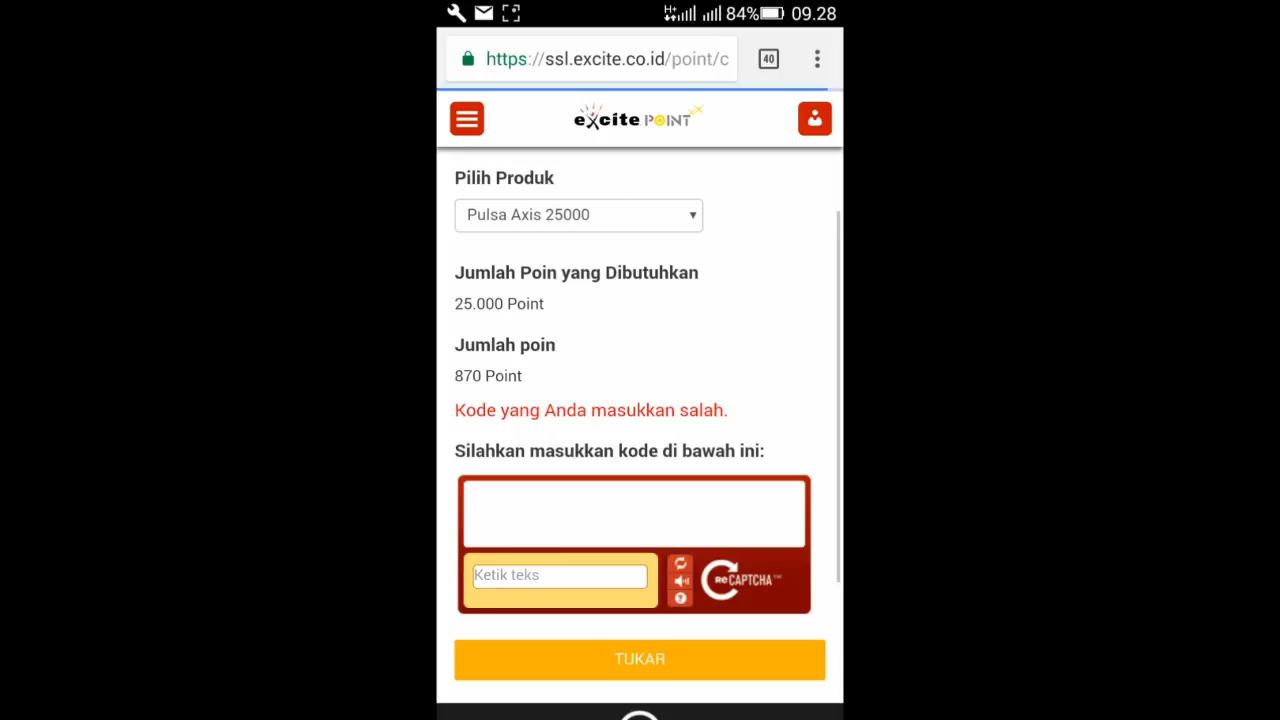 84% 09.28
https://ssl.excite.co.id/point/c
40
excite POINT
Pilih Produk
Pulsa Axis 25000
Jumlah Poin yang Dibutuhkan
25.000 Point
Jumlah poin
870 Point
Kode yang Anda masukkan salah.
Silahkan masukkan kode di bawah ini:
Ketik teks
reCAPTCHA™
TUKAR